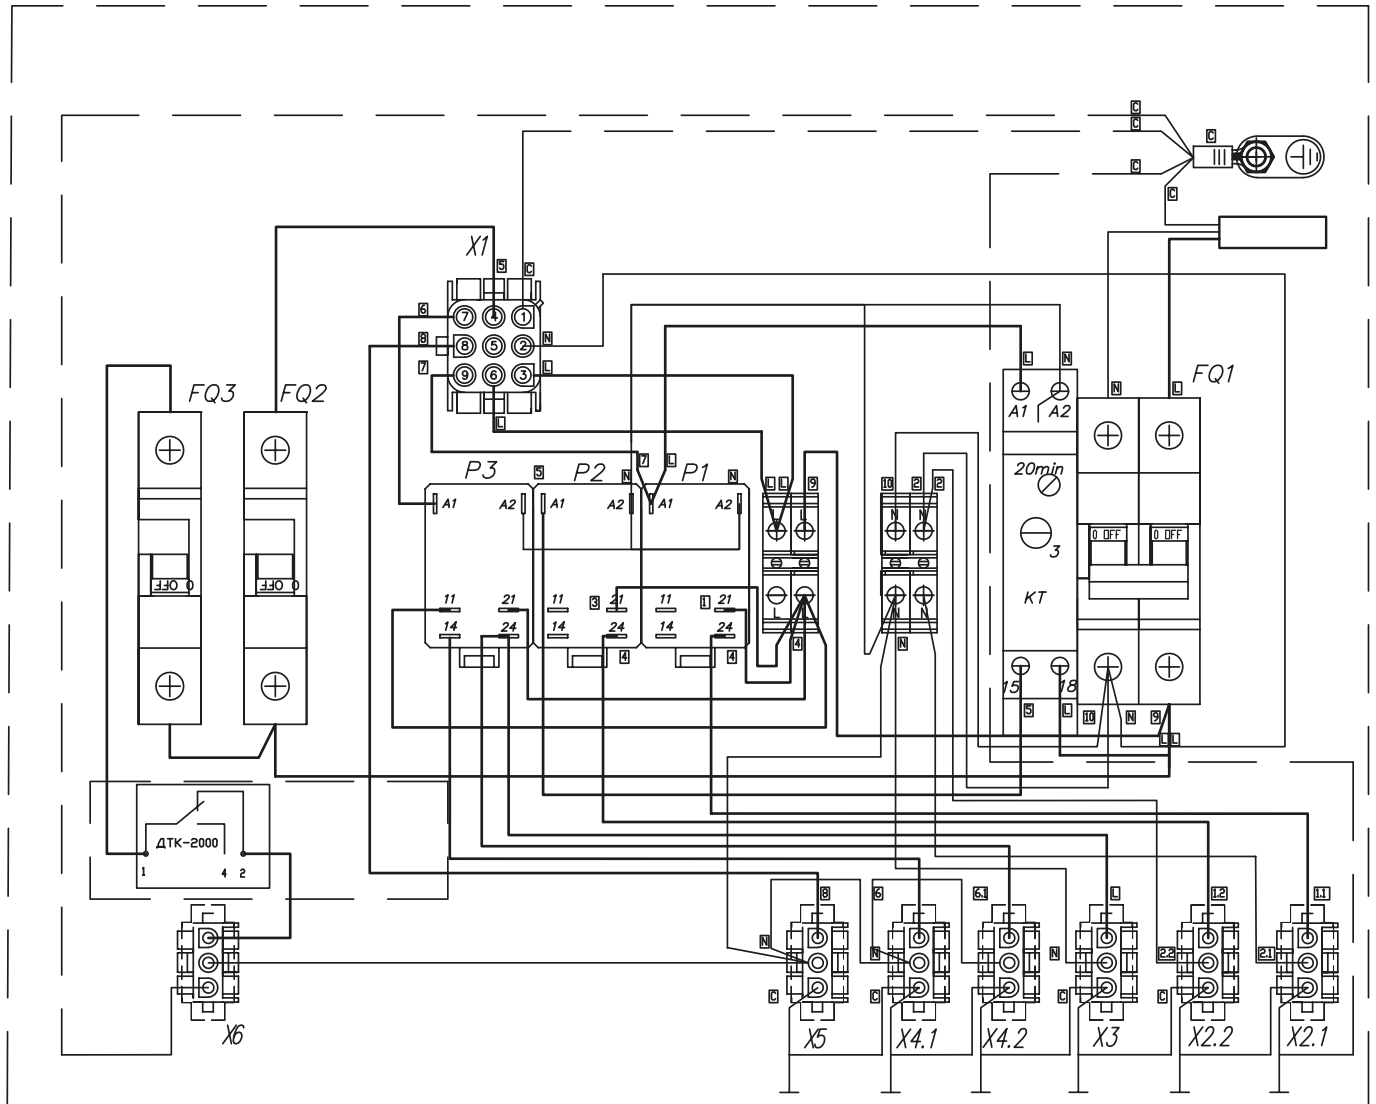 C
C
C
C
C
X1
5
C
6
7
4
1
8
8
5
2
N
7
9
6
3
L
L
L
N
FQ1
N
L
A1
A2
FQ3
FQ2
P3
5
P2
N
7
L
P1
N
L
L
9
10
2
2
20min
A1
A2
A1
A2
A1
A2
L
L
N
N
3
0 OFF
0 OFF
0 OFF
0 OFF
KT
11
21
11
3
21
11
1
21
14
24
14
24
14
24
L
L
N
N
4
4
4
N
15
18
5
L
10
N
9
L
L
ДТК-2000
1
4
2
8
6
6.1
L
1.2
1.1
N
N
N
2.2
2.1
C
C
C
C
X6
X5
X4.1
X4.2
X3
X2.2
X2.1